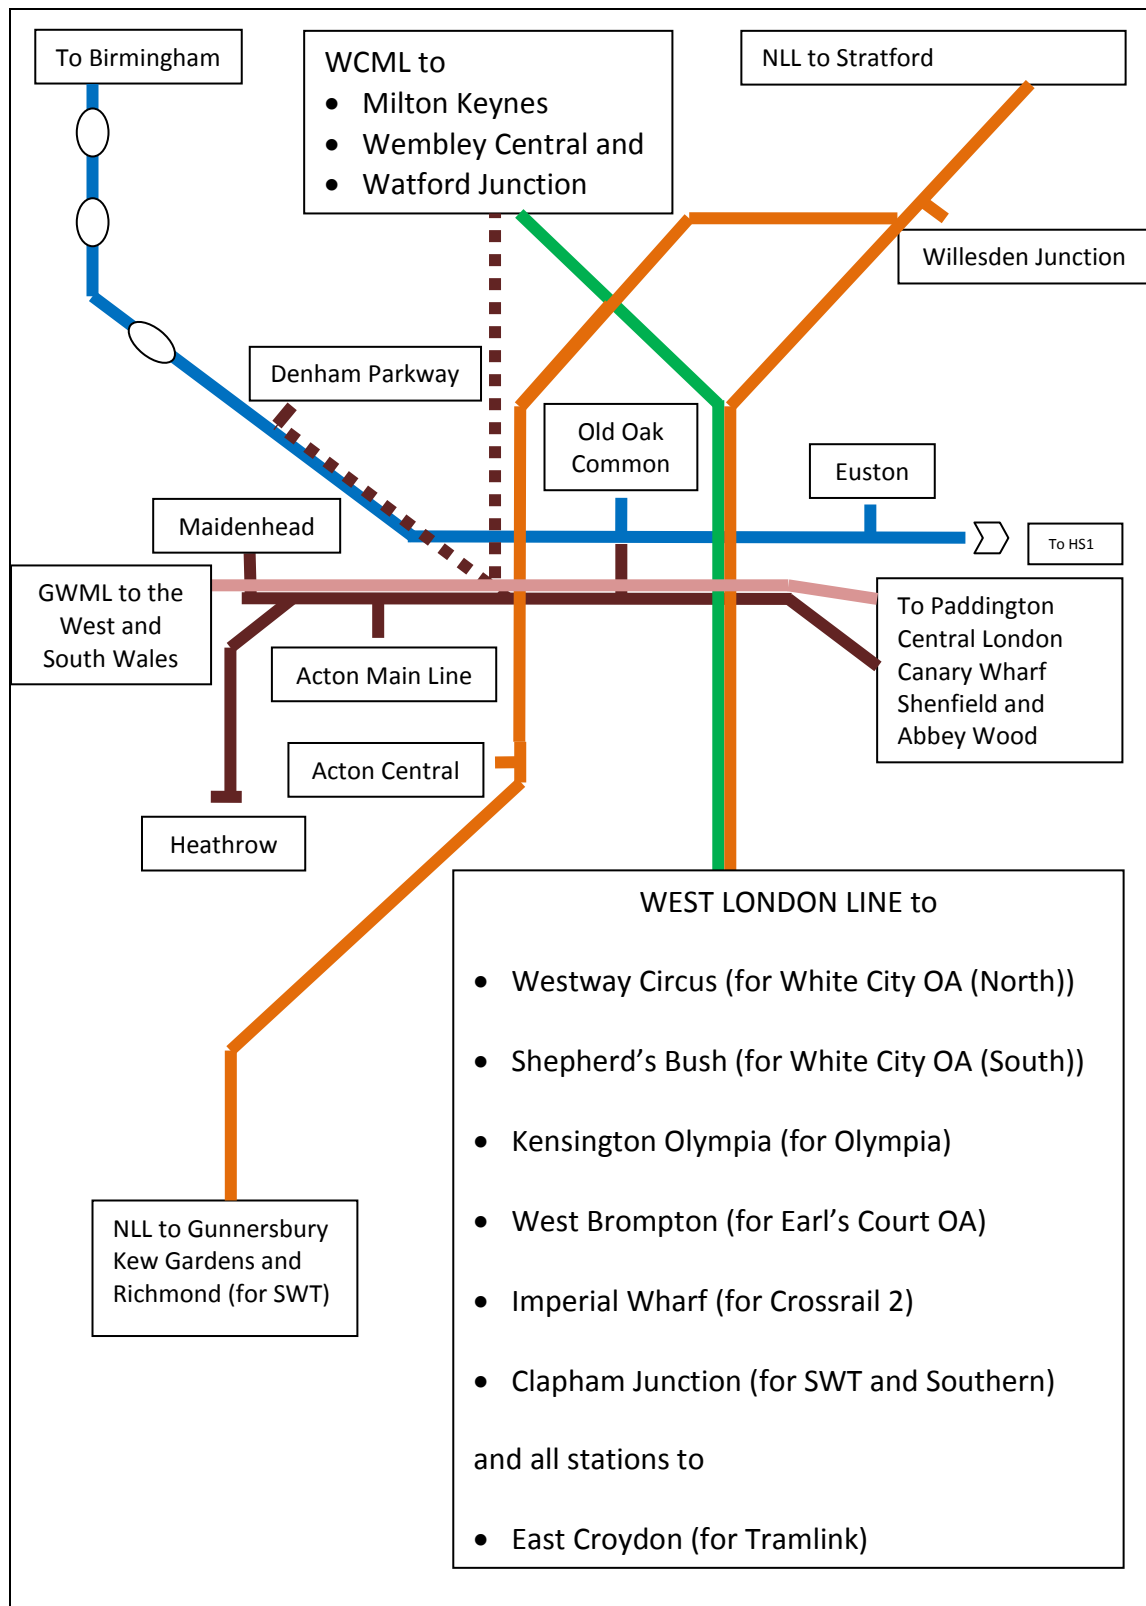 To Birmingham
WCML to
• Milton Keynes
• Wembley Central and
• Watford Junction
NLL to Stratford
Willesden Junction
Denham Parkway
Old Oak
Common
Euston
Maidenhead
To HS1
GWML to the
West and
South Wales
To Paddington
Central London
Canary Wharf
Shenfield and
Abbey Wood
Acton Main Line
Acton Central
Heathrow
WEST LONDON LINE to
• Westway Circus (for White City OA (North))
• Shepherd’s Bush (for White City OA (South))
• Kensington Olympia (for Olympia)
• West Brompton (for Earl’s Court OA)
• Imperial Wharf (for Crossrail 2)
• Clapham Junction (for SWT and Southern)
and all stations to
• East Croydon (for Tramlink)
NLL to Gunnersbury
Kew Gardens and
Richmond (for SWT)